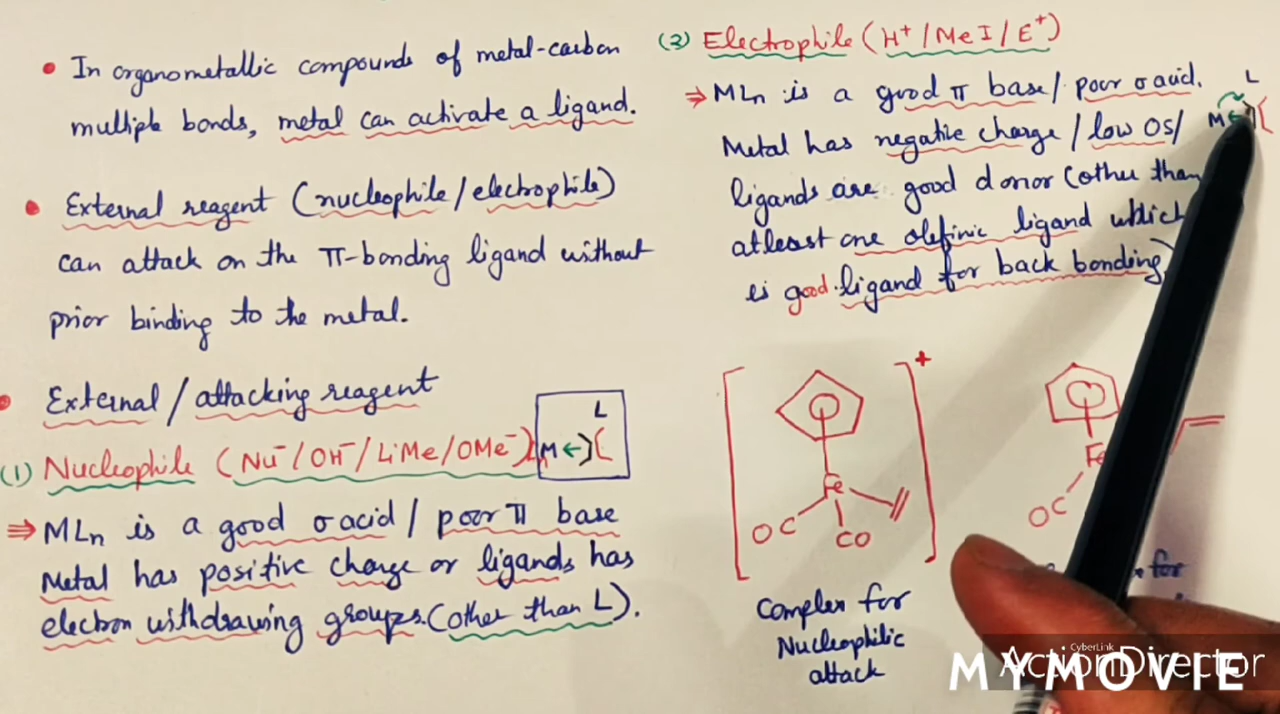 • In organometallic compounds of metal-carbon
multiple bonds, metal can activate a ligand.
• External reagent (nucleophile/electrophile)
can attack on the π-bonding ligand without
prior binding to the metal.
• External / attacking reagent
(1) Nucleophile (Nu⁻/OH⁻/LiMe/OMe⁻)
L
M ←
⇒ MLn is a good σ acid / poor π base
Metal has positive charge or ligands has
electron withdrawing groups. (other than L).
(2) Electrophile (H⁺/MeI/E⁺)
⇒ MLn is a good π base / poor σ acid.
Metal has negative charge / low OS/
ligands are good donor (other than
atleast one olefinic ligand which
is good ligand for back bonding)
L
M ←
+
Fe
OC
CO
Complex for
Nucleophilic
attack
Fe
OC
for
CyberLink
ActionDirector
MYMOVIE